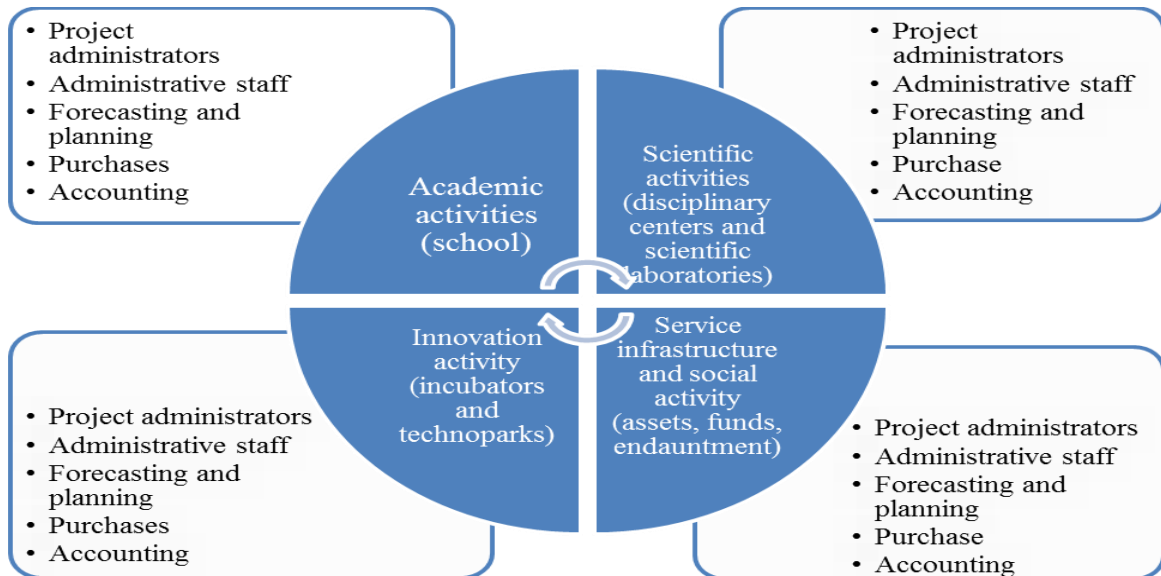 • Project
administrators
• Administrative staff
• Forecasting and
planning
• Purchases
• Accounting
• Project
administrators
• Administrative staff
• Forecasting and
planning
• Purchase
• Accounting
Academic
activities
(school)
Scientific
activities
(disciplinary
centers and
scientific
laboratories)
Innovation
activity
(incubators
and
technoparks)
Service
infrastructure
and social
activity
(assets, funds,
endauntment)
• Project administrators
• Administrative staff
• Forecasting and
planning
• Purchases
• Accounting
• Project administrators
• Administrative staff
• Forecasting and
planning
• Purchase
• Accounting